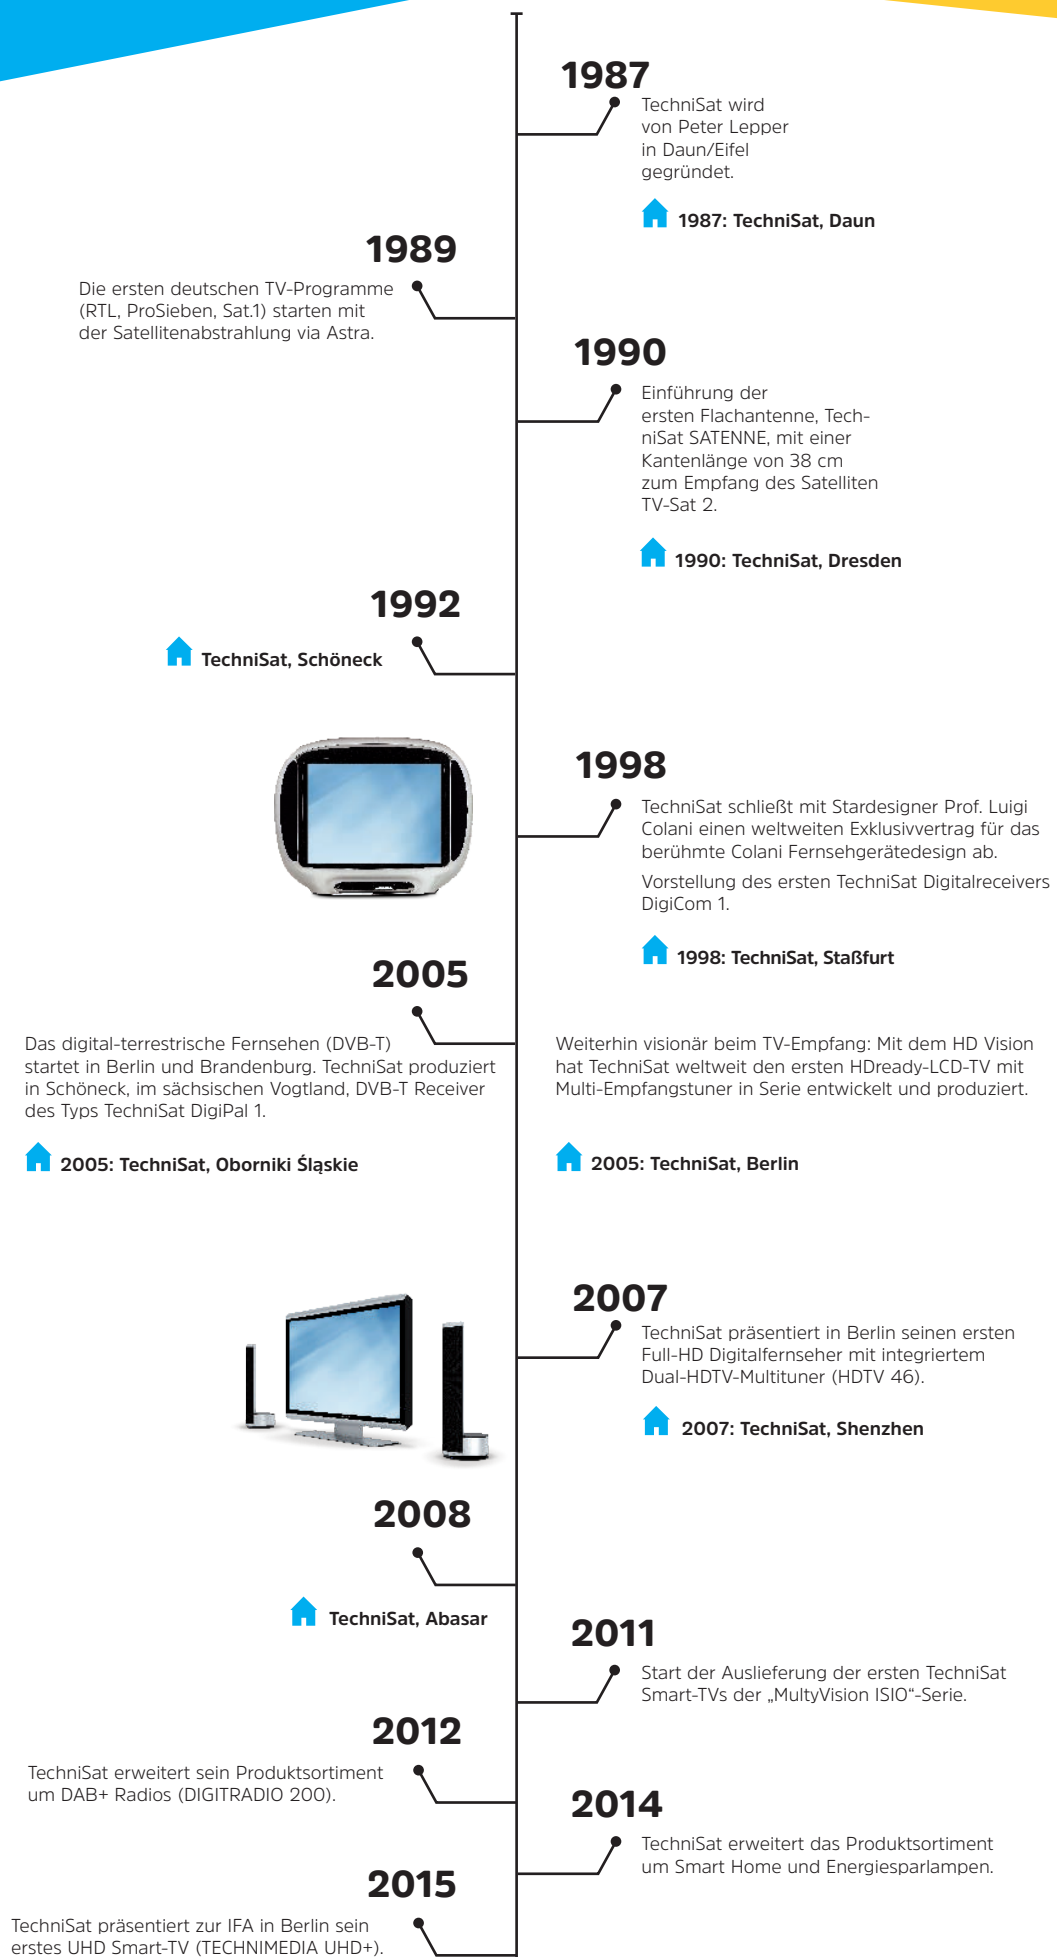 1987
TechniSat wird
von Peter Lepper
in Daun/Eifel
gegründet.
1987: TechniSat, Daun
1989
Die ersten deutschen TV-Programme
(RTL, ProSieben, Sat.1) starten mit
der Satellitenabstrahlung via Astra.
1990
Einführung der
ersten Flachantenne, Tech-
niSat SATENNE, mit einer
Kantenlänge von 38 cm
zum Empfang des Satelliten
TV-Sat 2.
1990: TechniSat, Dresden
1992
TechniSat, Schöneck
1998
TechniSat schließt mit Stardesigner Prof. Luigi
Colani einen weltweiten Exklusivvertrag für das
berühmte Colani Fernsehgerätedesign ab.
Vorstellung des ersten TechniSat Digitalreceivers
DigiCom 1.
1998: TechniSat, Staßfurt
2005
Das digital-terrestrische Fernsehen (DVB-T)
startet in Berlin und Brandenburg. TechniSat produziert
in Schöneck, im sächsischen Vogtland, DVB-T Receiver
des Typs TechniSat DigiPal 1.
2005: TechniSat, Oborniki Śląskie
Weiterhin visionär beim TV-Empfang: Mit dem HD Vision
hat TechniSat weltweit den ersten HDready-LCD-TV mit
Multi-Empfangstuner in Serie entwickelt und produziert.
2005: TechniSat, Berlin
2007
TechniSat präsentiert in Berlin seinen ersten
Full-HD Digitalfernseher mit integriertem
Dual-HDTV-Multituner (HDTV 46).
2007: TechniSat, Shenzhen
2008
TechniSat, Abasar
2011
Start der Auslieferung der ersten TechniSat
Smart-TVs der „MultyVision ISIO“-Serie.
2012
TechniSat erweitert sein Produktsortiment
um DAB+ Radios (DIGITRADIO 200).
2014
TechniSat erweitert das Produktsortiment
um Smart Home und Energiesparlampen.
2015
TechniSat präsentiert zur IFA in Berlin sein
erstes UHD Smart-TV (TECHNIMEDIA UHD+).